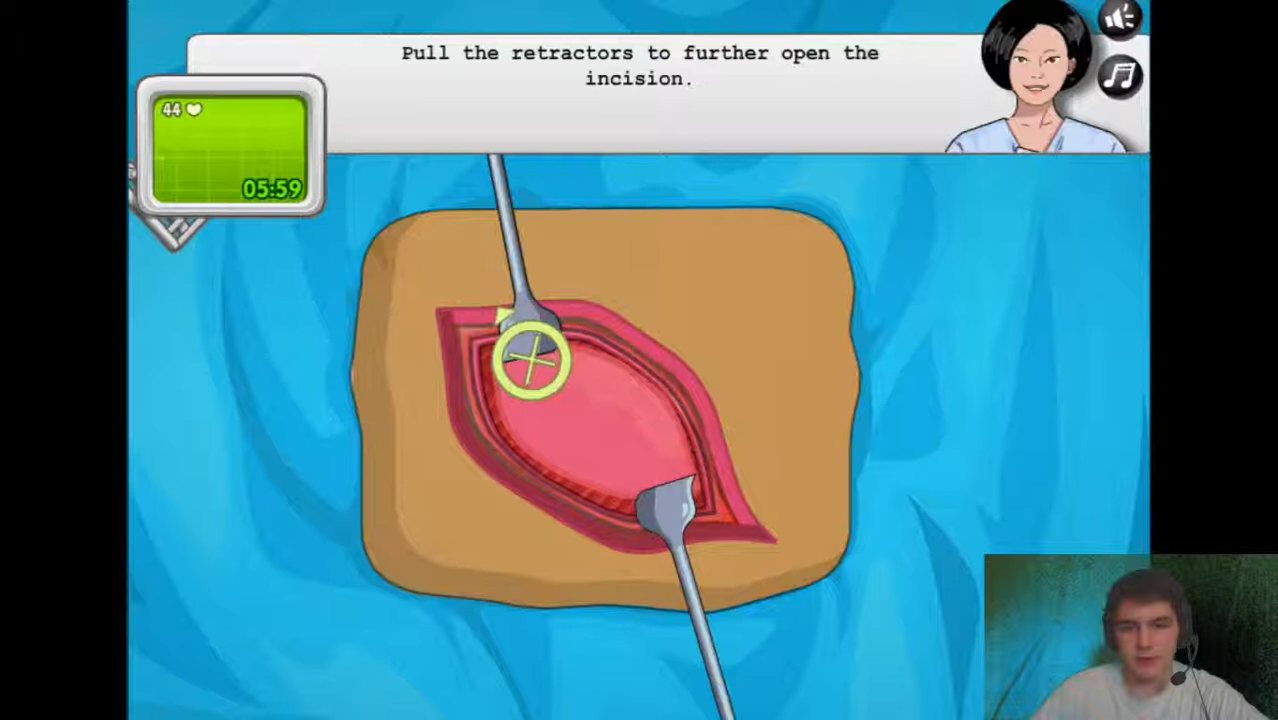 Pull the retractors to further open the
incision.
44
05:59